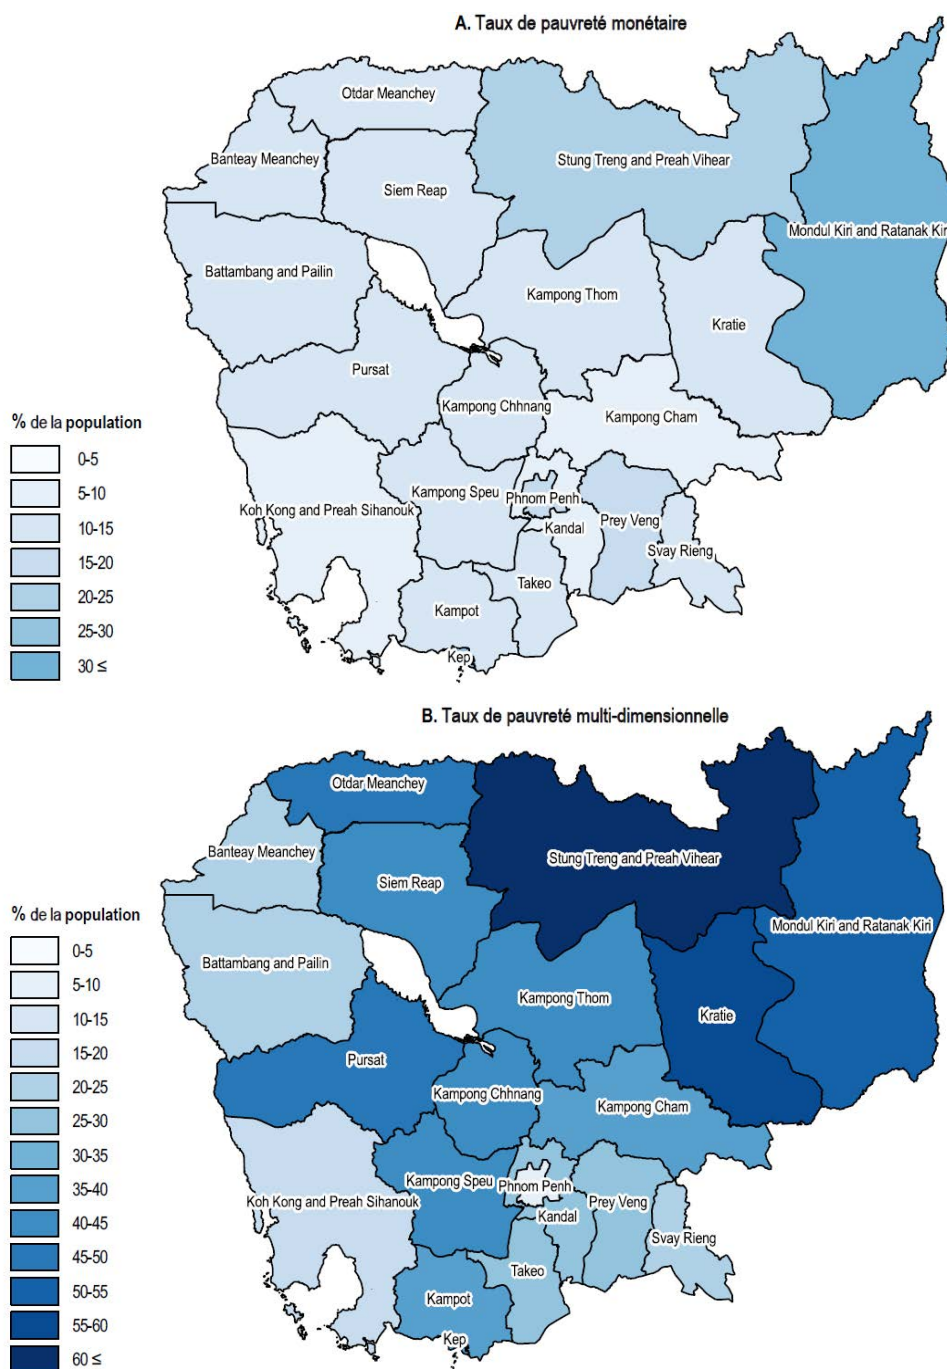 A. Taux de pauvreté monétaire
Otdar Meanchey
Banteay Meanchey
Stung Treng and Preah Vihear
Siem Reap
Mondul Kiri and Ratanak Kiri
Battambang and Pailin
Kampong Thom
Kratie
Pursat
Kampong Chhnang
Kampong Cham
% de la population
0-5
5-10
10-15
15-20
20-25
25-30
30 ≤
Kampong Speu
Phnom Penh
Koh Kong and Preah Sihanouk
Kandal
Prey Veng
Svay Rieng
Takeo
Kampot
Kep
B. Taux de pauvreté multi-dimensionnelle
Otdar Meanchey
Banteay Meanchey
Stung Treng and Preah Vihear
Siem Reap
Mondul Kiri and Ratanak Kiri
Battambang and Pailin
Kampong Thom
Kratie
Pursat
Kampong Chhnang
Kampong Cham
% de la population
0-5
5-10
10-15
15-20
20-25
25-30
30-35
35-40
40-45
45-50
50-55
55-60
60 ≤
Kampong Speu
Phnom Penh
Koh Kong and Preah Sihanouk
Prey Veng
Kandal
Svay Rieng
Takeo
Kampot
Kep